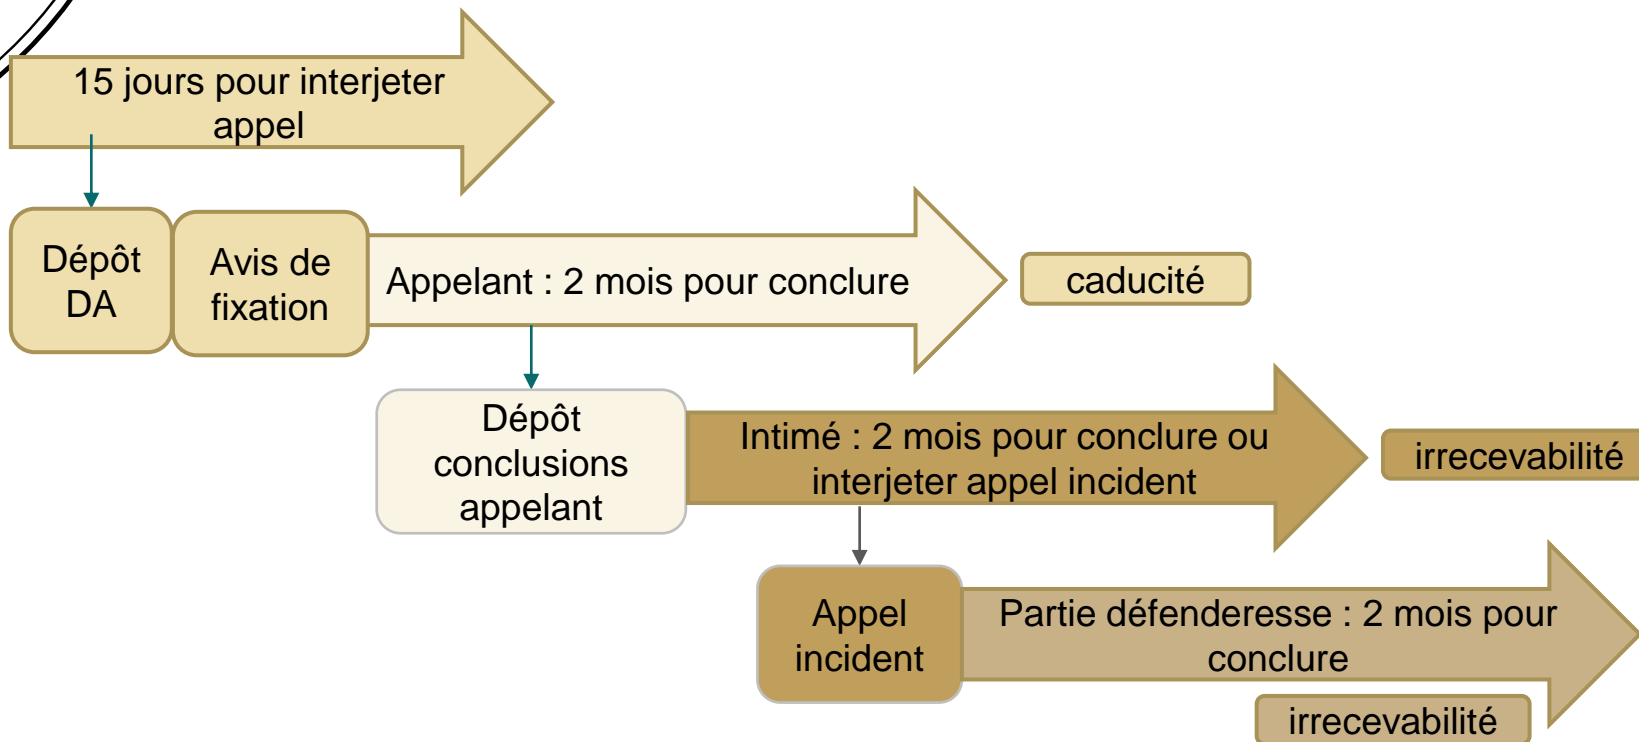 15 jours pour interjeter
appel
Dépôt
DA
Avis de
fixation
Appelant : 2 mois pour conclure
caducité
Dépôt
conclusions
appelant
Intimé : 2 mois pour conclure ou
interjeter appel incident
irrecevabilité
Appel
incident
Partie défenderesse : 2 mois pour
conclure
irrecevabilité